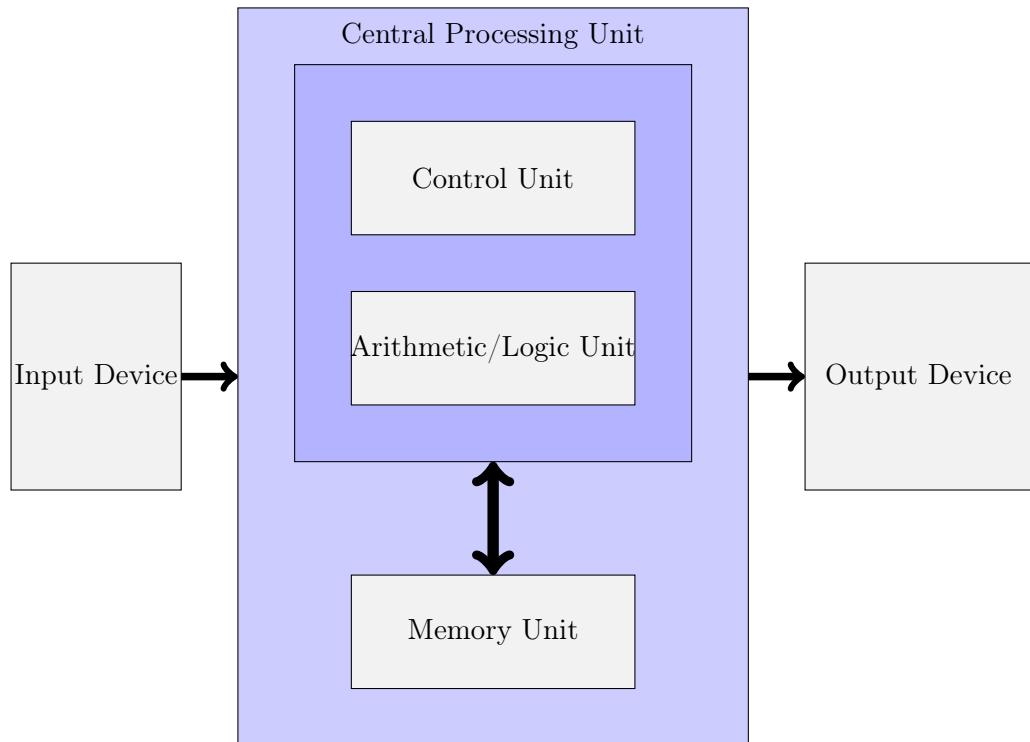 Central Processing Unit
Control Unit
Arithmetic/Logic Unit
Input Device
Output Device
Memory Unit